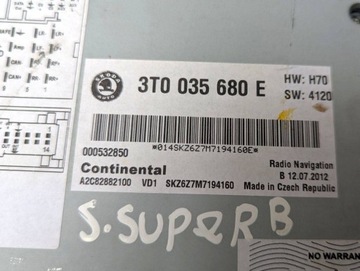 3T0 035 680 E
HW: H70
SW: 4120
SKODA
AUTO
*014SKZ6Z7M7194160E*
000532850
Radio Navigation
Continental
B 12.07.2012
A2C82882100 VD1 SKZ6Z7M7194160
Made in Czech Republic
S.SUPERB
NO WARRAN